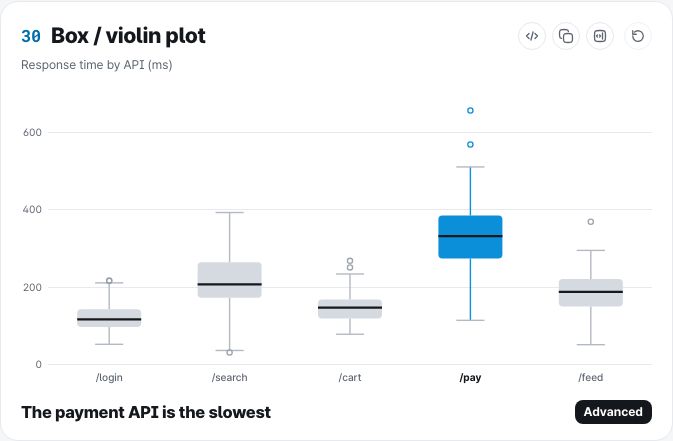 30 Box / violin plot
Response time by API (ms)
600
400
200
0
/login /search /cart /pay /feed
The payment API is the slowest
Advanced